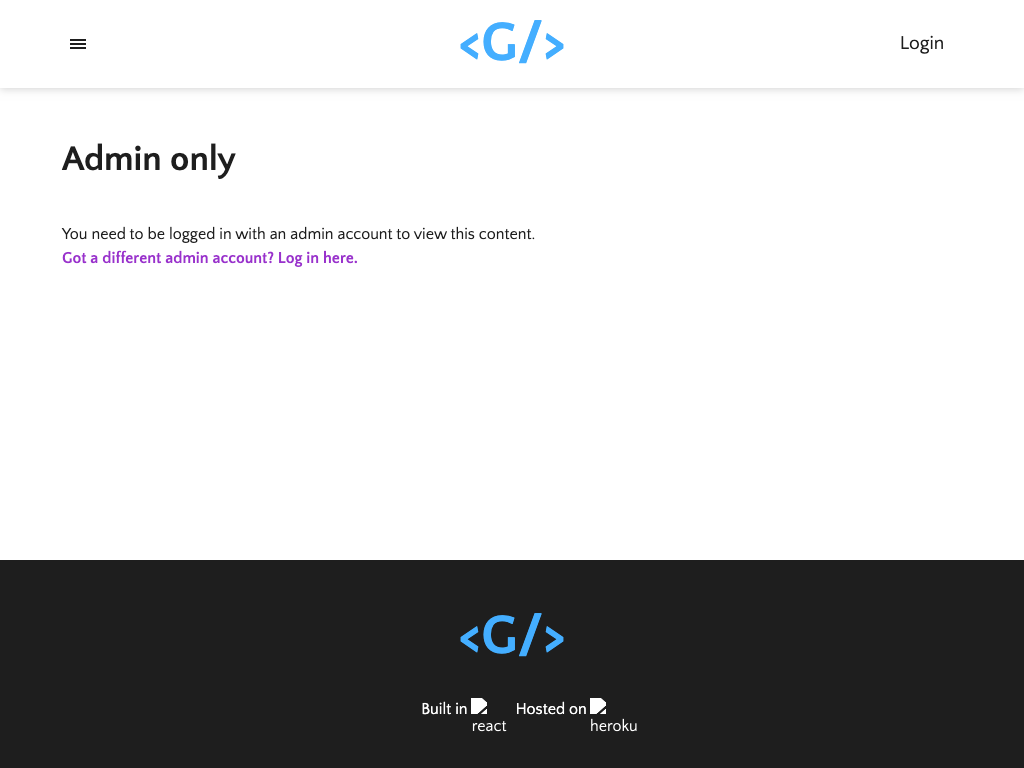 <G/>
Login
Admin only
You need to be logged in with an admin account to view this content.
Got a different admin account? Log in here.
<G/>
Built in react Hosted on heroku